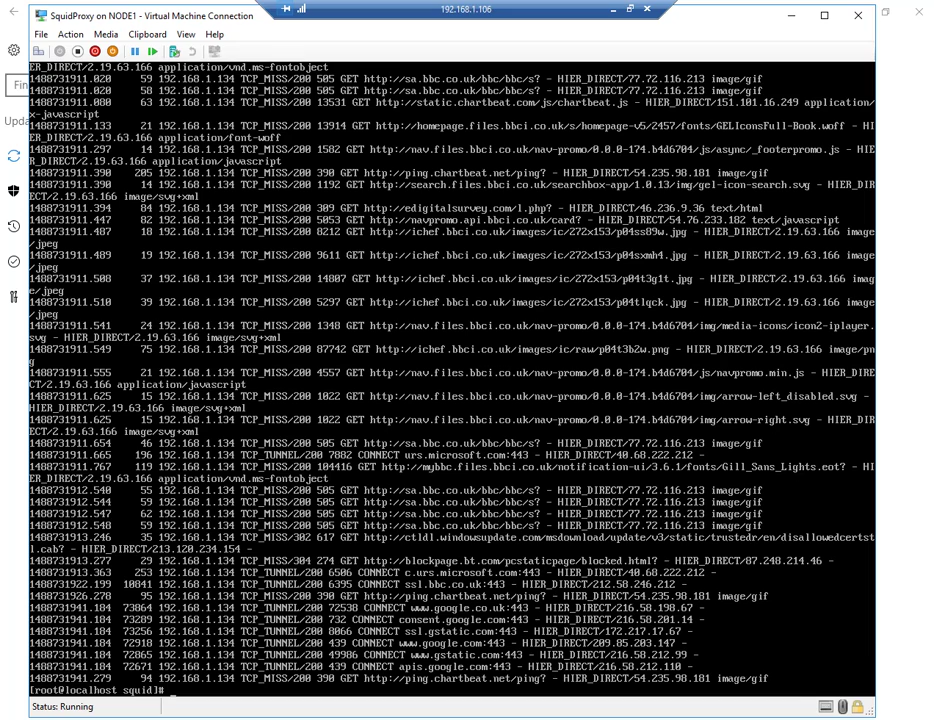 192.168.1.106
SquidProxy on NODE1 - Virtual Machine Connection
File Action Media Clipboard View Help
Fin
Upda
ER_DIRECT/2.19.63.166 application/vnd.ms-fontobject
1488731911.020 59 192.168.1.134 TCP_MISS/200 505 GET http://sa.bbc.co.uk/bbc/bbc/s? - HIER_DIRECT/77.72.116.213 image/gif
1488731911.020 58 192.168.1.134 TCP_MISS/200 505 GET http://sa.bbc.co.uk/bbc/bbc/s? - HIER_DIRECT/77.72.116.213 image/gif
1488731911.080 63 192.168.1.134 TCP_MISS/200 13531 GET http://static.chartbeat.com/js/chartbeat.js - HIER_DIRECT/151.101.16.249 application/
x-javascript
1488731911.133 21 192.168.1.134 TCP_MISS/200 13914 GET http://homepage.files.bbci.co.uk/s/homepage-v5/2457/fonts/GELIconsFull-Book.woff - HI
ER_DIRECT/2.19.63.166 application/font-woff
1488731911.297 14 192.168.1.134 TCP_MISS/200 1582 GET http://nav.files.bbci.co.uk/nav-promo/0.0.0-174.b4d6704/js/async/_footerpromo.js - HIE
R_DIRECT/2.19.63.166 application/javascript
1488731911.390 205 192.168.1.134 TCP_MISS/200 390 GET http://ping.chartbeat.net/ping? - HIER_DIRECT/54.235.98.181 image/gif
1488731911.390 14 192.168.1.134 TCP_MISS/200 1192 GET http://search.files.bbci.co.uk/searchbox-app/1.0.13/img/gel-icon-search.svg - HIER_DIR
ECT/2.19.63.166 image/svg+xml
1488731911.394 84 192.168.1.134 TCP_MISS/200 309 GET http://edigitalsurvey.com/l.php? - HIER_DIRECT/46.236.9.36 text/html
1488731911.447 82 192.168.1.134 TCP_MISS/200 5053 GET http://navpromo.api.bbci.co.uk/card? - HIER_DIRECT/54.76.233.182 text/javascript
1488731911.487 18 192.168.1.134 TCP_MISS/200 8212 GET http://ichef.bbci.co.uk/images/ic/272x153/p04ss89w.jpg - HIER_DIRECT/2.19.63.166 image
/jpeg
1488731911.489 19 192.168.1.134 TCP_MISS/200 9611 GET http://ichef.bbci.co.uk/images/ic/272x153/p04sxmh4.jpg - HIER_DIRECT/2.19.63.166 image
/jpeg
1488731911.508 37 192.168.1.134 TCP_MISS/200 14807 GET http://ichef.bbci.co.uk/images/ic/272x153/p04t3g1t.jpg - HIER_DIRECT/2.19.63.166 imag
e/jpeg
1488731911.510 39 192.168.1.134 TCP_MISS/200 5297 GET http://ichef.bbci.co.uk/images/ic/272x153/p04tlqck.jpg - HIER_DIRECT/2.19.63.166 image
/jpeg
1488731911.541 24 192.168.1.134 TCP_MISS/200 1348 GET http://nav.files.bbci.co.uk/nav-promo/0.0.0-174.b4d6704/img/media-icons/icon2-iplayer.
svg - HIER_DIRECT/2.19.63.166 image/svg+xml
1488731911.549 75 192.168.1.134 TCP_MISS/200 87742 GET http://ichef.bbci.co.uk/images/ic/raw/p04t3b2w.png - HIER_DIRECT/2.19.63.166 image/pn
g
1488731911.555 21 192.168.1.134 TCP_MISS/200 4557 GET http://nav.files.bbci.co.uk/nav-promo/0.0.0-174.b4d6704/js/navpromo.min.js - HIER_DIRE
CT/2.19.63.166 application/javascript
1488731911.625 15 192.168.1.134 TCP_MISS/200 1022 GET http://nav.files.bbci.co.uk/nav-promo/0.0.0-174.b4d6704/img/arrow-left_disabled.svg -
HIER_DIRECT/2.19.63.166 image/svg+xml
1488731911.625 15 192.168.1.134 TCP_MISS/200 1022 GET http://nav.files.bbci.co.uk/nav-promo/0.0.0-174.b4d6704/img/arrow-right.svg - HIER_DIR
ECT/2.19.63.166 image/svg+xml
1488731911.654 46 192.168.1.134 TCP_MISS/200 505 GET http://sa.bbc.co.uk/bbc/bbc/s? - HIER_DIRECT/77.72.116.213 image/gif
1488731911.665 196 192.168.1.134 TCP_TUNNEL/200 7882 CONNECT urs.microsoft.com:443 - HIER_DIRECT/40.68.222.212 -
1488731911.767 119 192.168.1.134 TCP_MISS/200 104416 GET http://mybbc.files.bbci.co.uk/notification-ui/3.6.1/fonts/Gill_Sans_Lights.eot? - HI
ER_DIRECT/2.19.63.166 application/vnd.ms-fontobject
1488731912.540 55 192.168.1.134 TCP_MISS/200 505 GET http://sa.bbc.co.uk/bbc/bbc/s? - HIER_DIRECT/77.72.116.213 image/gif
1488731912.544 59 192.168.1.134 TCP_MISS/200 505 GET http://sa.bbc.co.uk/bbc/bbc/s? - HIER_DIRECT/77.72.116.213 image/gif
1488731912.547 62 192.168.1.134 TCP_MISS/200 505 GET http://sa.bbc.co.uk/bbc/bbc/s? - HIER_DIRECT/77.72.116.213 image/gif
1488731912.548 59 192.168.1.134 TCP_MISS/200 505 GET http://sa.bbc.co.uk/bbc/bbc/s? - HIER_DIRECT/77.72.116.213 image/gif
1488731913.246 35 192.168.1.134 TCP_MISS/302 617 GET http://ctldl.windowsupdate.com/msdownload/update/v3/static/trustedr/en/disallowedcertst
l.cab? - HIER_DIRECT/213.120.234.154 -
1488731913.277 29 192.168.1.134 TCP_MISS/304 274 GET http://blockpage.bt.com/pcstaticpage/blocked.html? - HIER_DIRECT/87.248.214.46 -
1488731913.363 253 192.168.1.134 TCP_TUNNEL/200 6506 CONNECT c.urs.microsoft.com:443 - HIER_DIRECT/40.68.222.212 -
1488731922.199 10841 192.168.1.134 TCP_TUNNEL/200 6395 CONNECT ssl.bbc.co.uk:443 - HIER_DIRECT/212.58.246.212 -
1488731926.278 95 192.168.1.134 TCP_MISS/200 390 GET http://ping.chartbeat.net/ping? - HIER_DIRECT/54.235.98.181 image/gif
1488731941.184 73864 192.168.1.134 TCP_TUNNEL/200 72538 CONNECT www.google.co.uk:443 - HIER_DIRECT/216.58.198.67 -
1488731941.184 73289 192.168.1.134 TCP_TUNNEL/200 732 CONNECT consent.google.com:443 - HIER_DIRECT/216.58.201.14 -
1488731941.184 73256 192.168.1.134 TCP_TUNNEL/200 8066 CONNECT ssl.gstatic.com:443 - HIER_DIRECT/172.217.17.67 -
1488731941.184 72918 192.168.1.134 TCP_TUNNEL/200 439 CONNECT www.google.com:443 - HIER_DIRECT/209.85.203.147 -
1488731941.184 72865 192.168.1.134 TCP_TUNNEL/200 49986 CONNECT www.gstatic.com:443 - HIER_DIRECT/216.58.212.99 -
1488731941.184 72671 192.168.1.134 TCP_TUNNEL/200 439 CONNECT apis.google.com:443 - HIER_DIRECT/216.58.212.110 -
1488731941.279 94 192.168.1.134 TCP_MISS/200 390 GET http://ping.chartbeat.net/ping? - HIER_DIRECT/54.235.98.181 image/gif
[root@localhost squid]# _
Status: Running